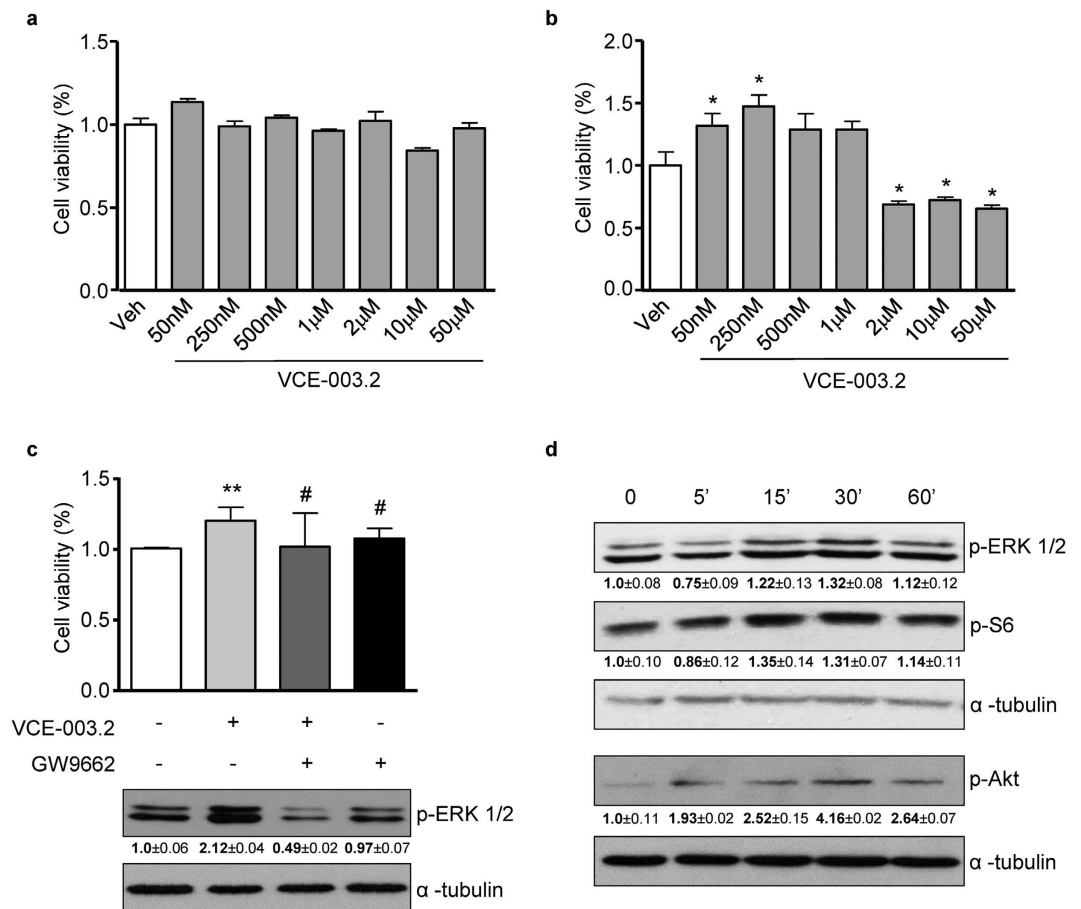 a
Cell viability (%)
1.5
1.0
0.5
0.0
Veh
50nM
250nM
500nM
1μM
2μM
10μM
50μM
VCE-003.2
b
Cell viability (%)
2.0
1.5
1.0
0.5
0.0
* * * * *
Veh
50nM
250nM
500nM
1μM
2μM
10μM
50μM
VCE-003.2
c
Cell viability (%)
1.5
1.0
0.5
0.0
** # #
VCE-003.2 - + + -
GW9662 - - + +
p-ERK 1/2
1.0±0.06 2.12±0.04 0.49±0.02 0.97±0.07
α -tubulin
d
0 5' 15' 30' 60'
p-ERK 1/2
1.0±0.08 0.75±0.09 1.22±0.13 1.32±0.08 1.12±0.12
p-S6
1.0±0.10 0.86±0.12 1.35±0.14 1.31±0.07 1.14±0.11
α -tubulin
p-Akt
1.0±0.11 1.93±0.02 2.52±0.15 4.16±0.02 2.64±0.07
α -tubulin